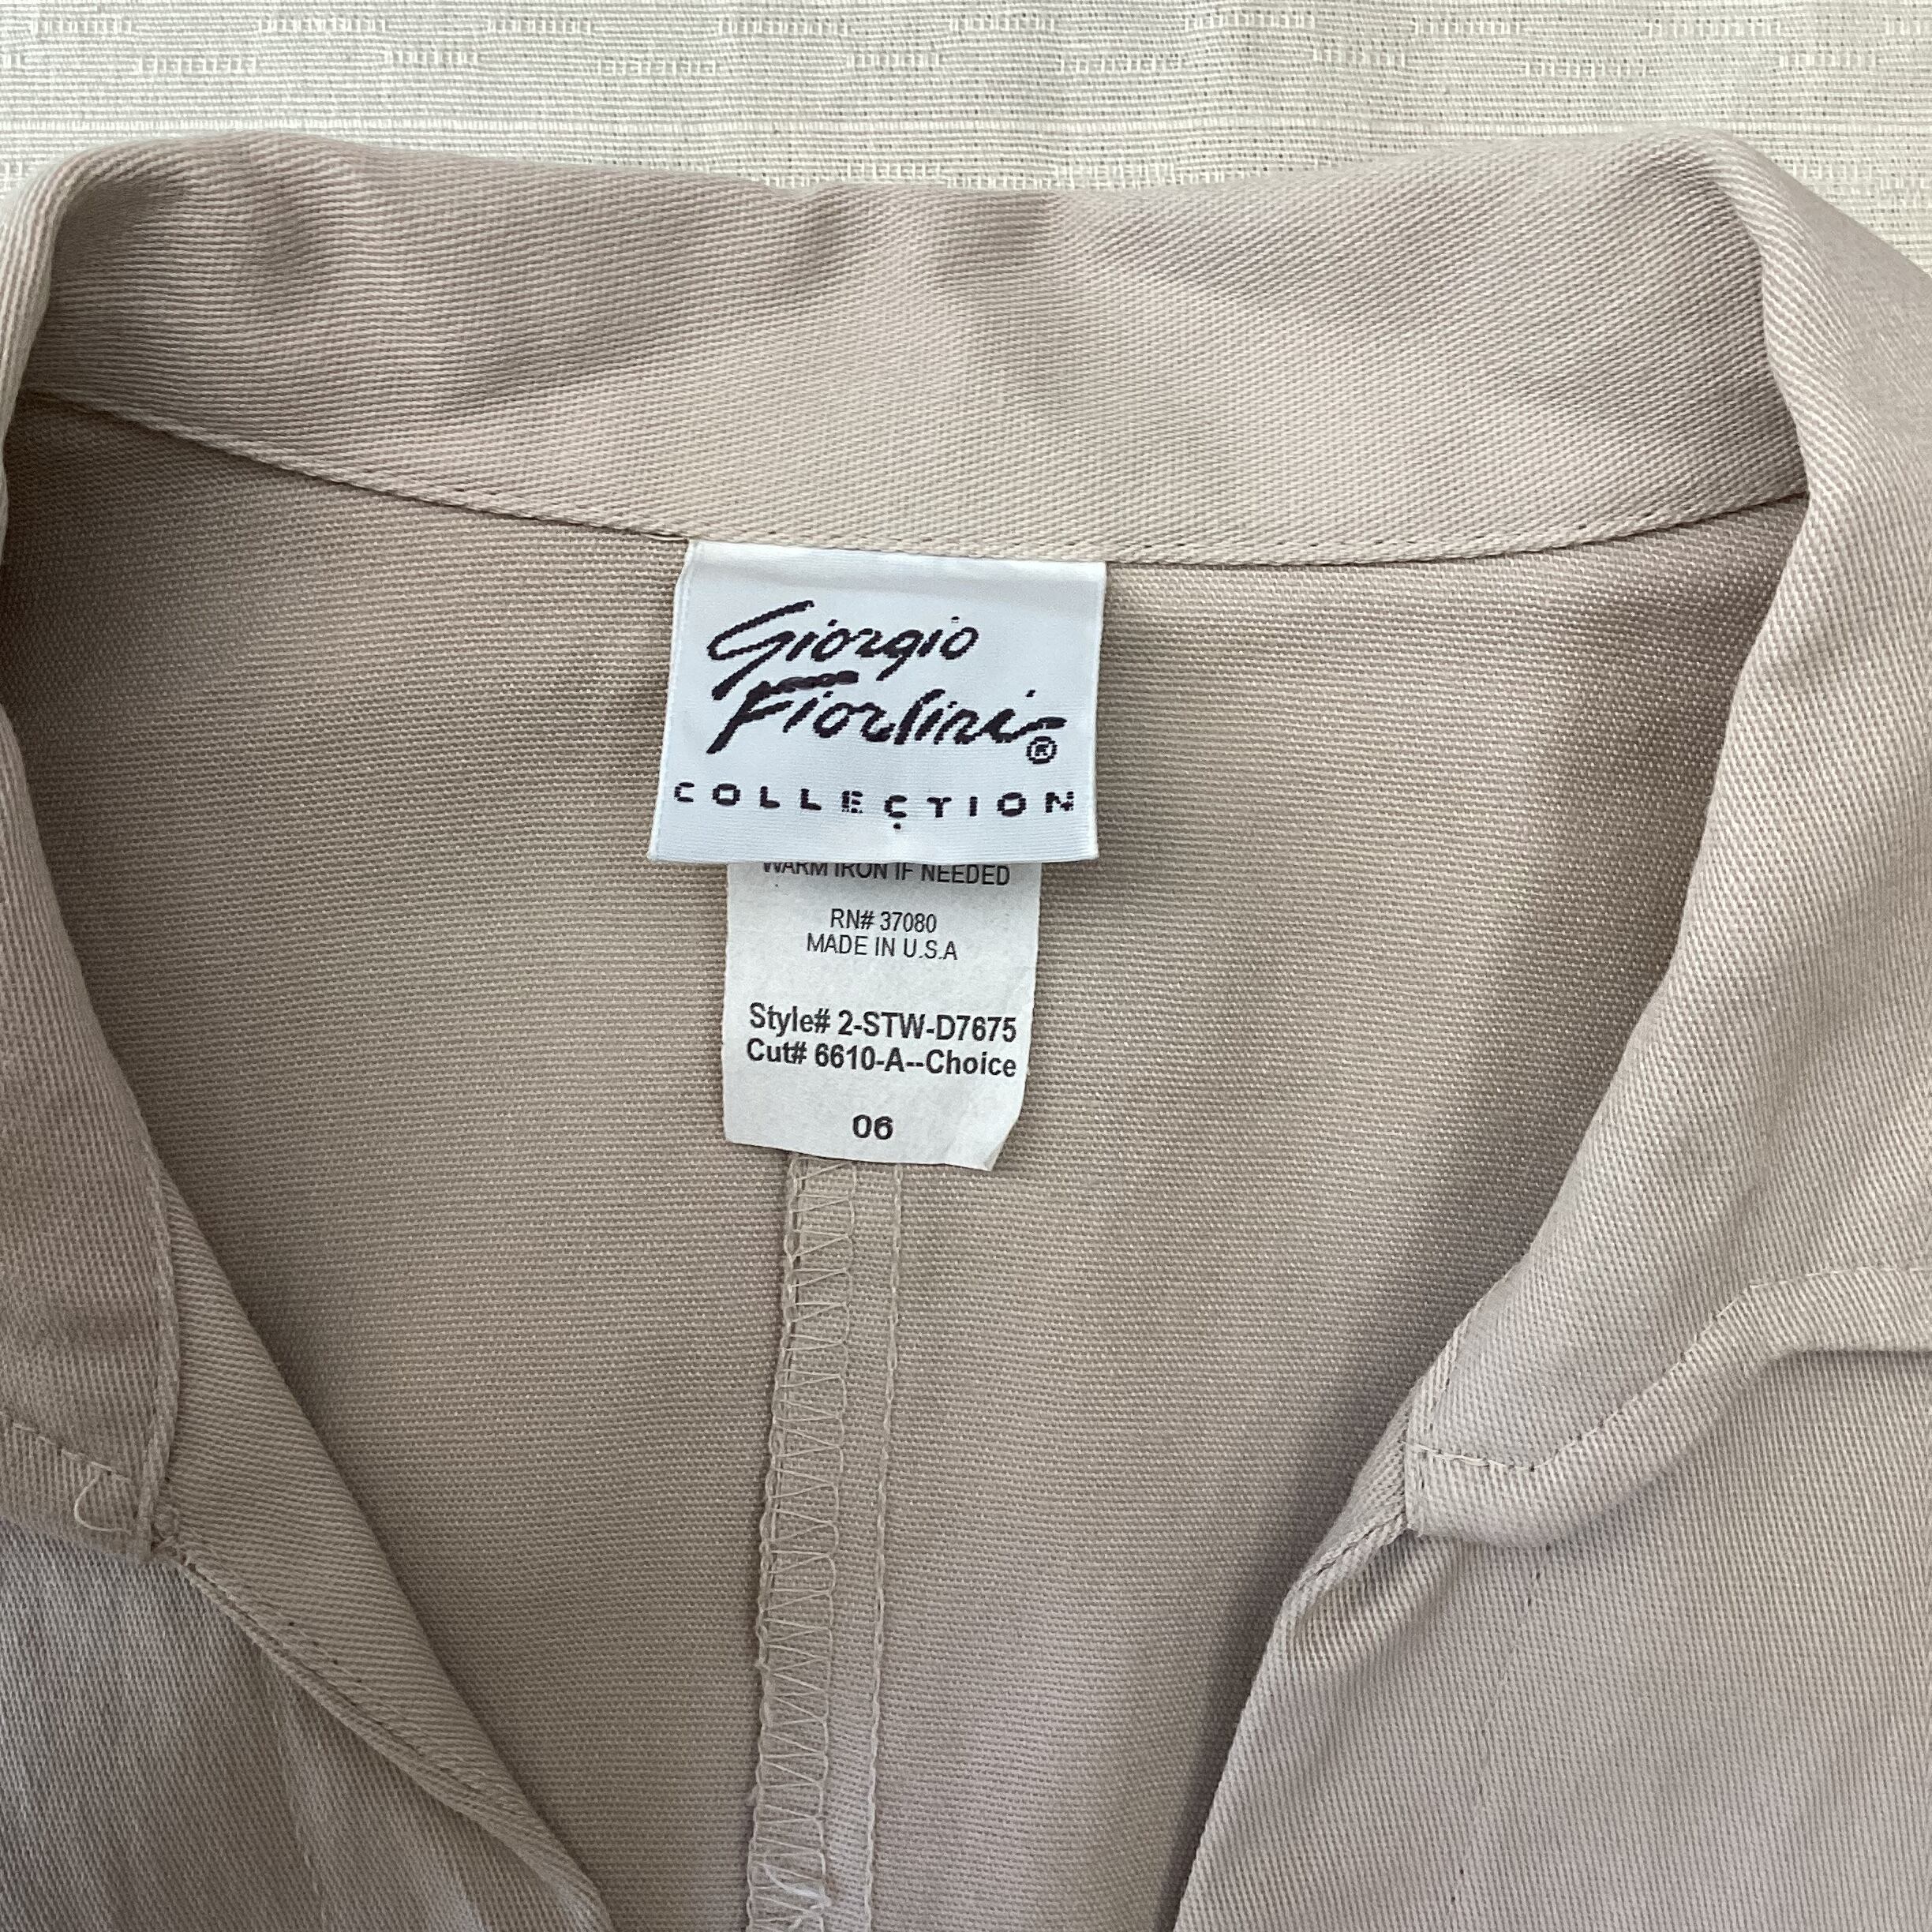 Giorgio
Fiorlini®
COLLECTION
WARM IRON IF NEEDED
RN# 37080
MADE IN U.S.A
Style# 2-STW-D7675
Cut# 6610-A--Choice
06